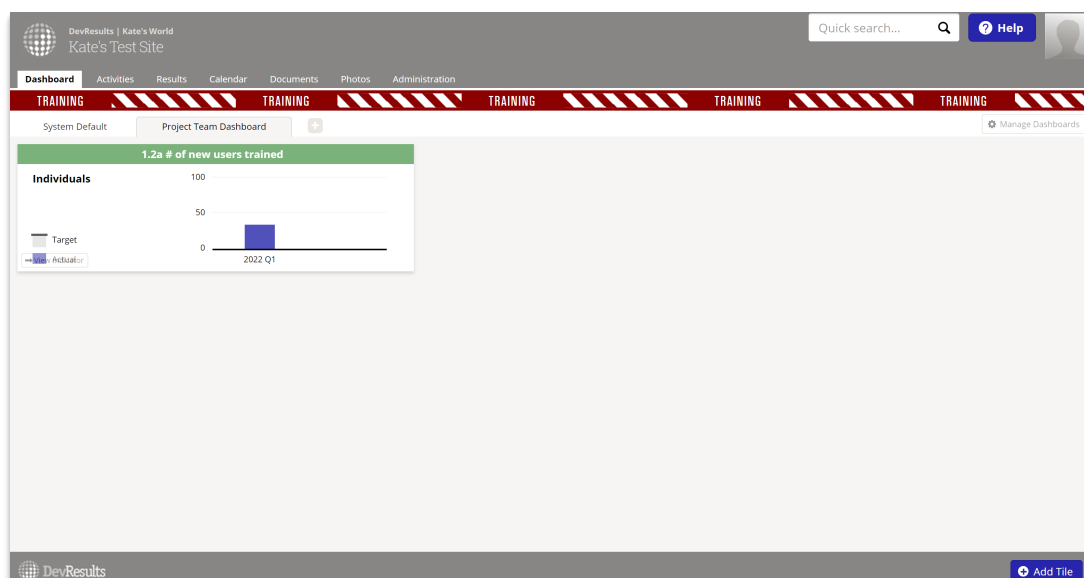 DevResults | Kate's World
Kate's Test Site
Quick search...
Help
Dashboard Activities Results Calendar Documents Photos Administration
TRAINING TRAINING TRAINING TRAINING TRAINING
System Default Project Team Dashboard
Manage Dashboards
1.2a # of new users trained
Individuals
100
50
0
2022 Q1
Target
Actual
View
DevResults
Add Tile